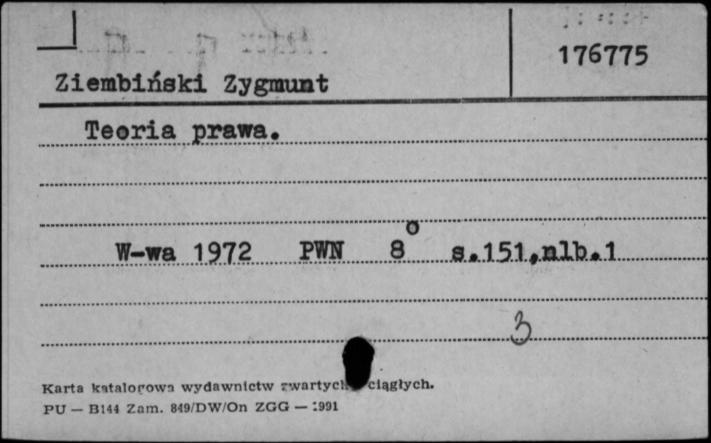 176775
Ziembiński Zygmunt
Teoria prawa.
W-wa 1972 PWN 8° s.151,nlb.1
3
Karta katalogowa wydawnictw zwartych ciągłych.
PU — B144 Zam. 849/DW/On ZGG —